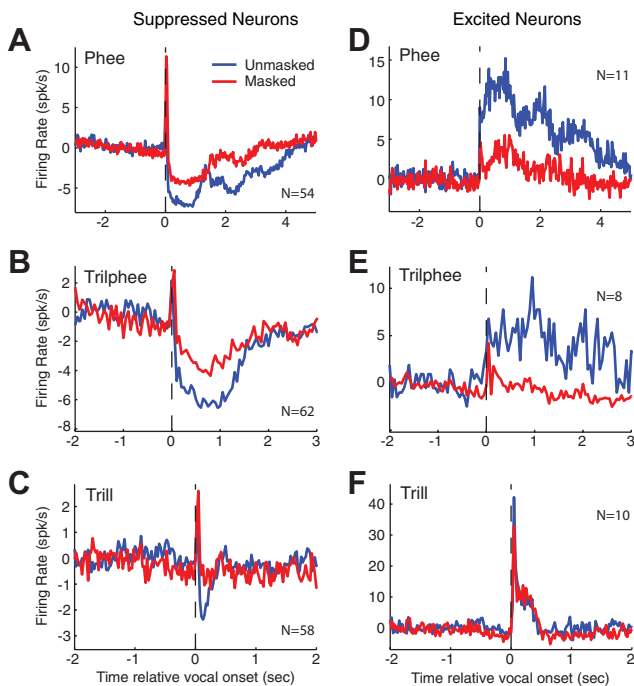 Suppressed Neurons
Excited Neurons
A
Phee
Unmasked
Masked
Firing Rate (spk/s)
10
5
0
-5
-2
0
2
4
N=54
D
Phee
N=11
15
10
5
0
-2
0
2
4
B
Trilphee
Firing Rate (spk/s)
2
0
-2
-4
-6
-8
-2
-1
0
1
2
3
N=62
E
Trilphee
N=8
10
5
0
-2
-1
0
1
2
3
C
Trill
Firing Rate (spk/s)
2
1
0
-1
-2
-3
-2
-1
0
1
2
N=58
Time relative vocal onset (sec)
F
Trill
N=10
40
30
20
10
0
-2
-1
0
1
2
Time relative vocal onset (sec)